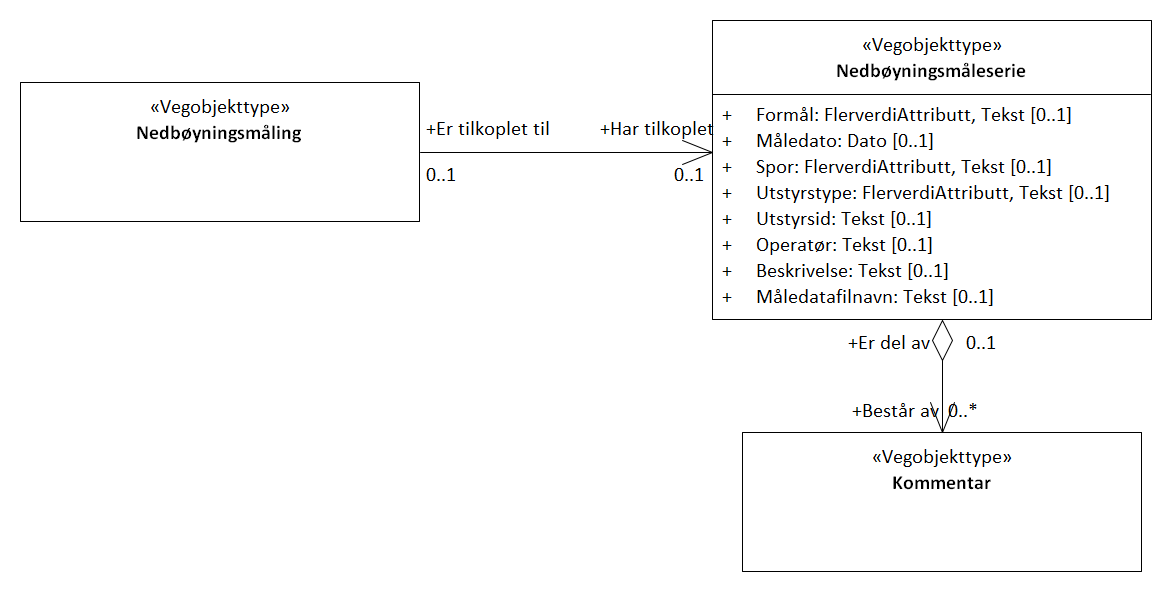 «Vegobjekttype»
Nedbøyningsmåling
+Er tilkoplet til
0..1
+Har tilkoplet
0..1
«Vegobjekttype»
Nedbøyningsmåleserie
+ Formål: FlerverdiAttributt, Tekst [0..1]
+ Måledato: Dato [0..1]
+ Spor: FlerverdiAttributt, Tekst [0..1]
+ Utstyrstype: FlerverdiAttributt, Tekst [0..1]
+ Utstyrsid: Tekst [0..1]
+ Operatør: Tekst [0..1]
+ Beskrivelse: Tekst [0..1]
+ Måledatafilnavn: Tekst [0..1]
+Er del av 0..1
+Består av 0..*
«Vegobjekttype»
Kommentar